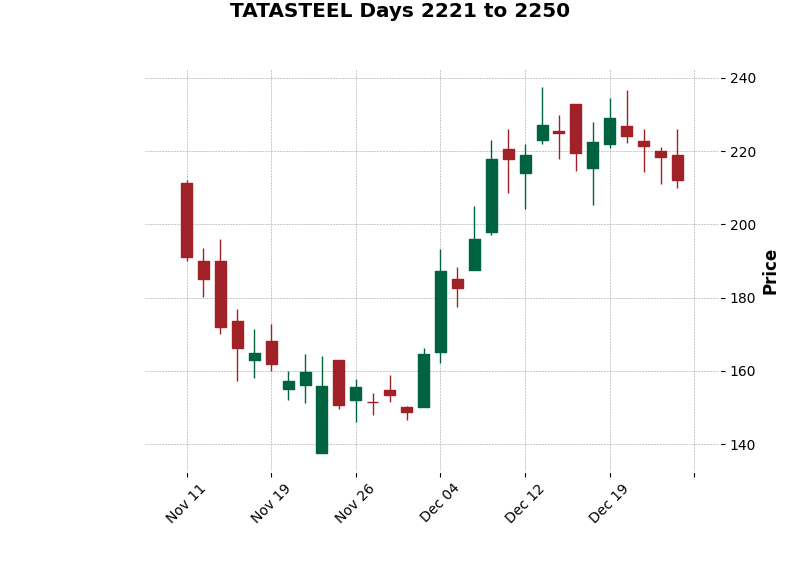 TATASTEEL Days 2221 to 2250
240
220
200
180
160
140
Price
Nov 11
Nov 19
Nov 26
Dec 04
Dec 12
Dec 19